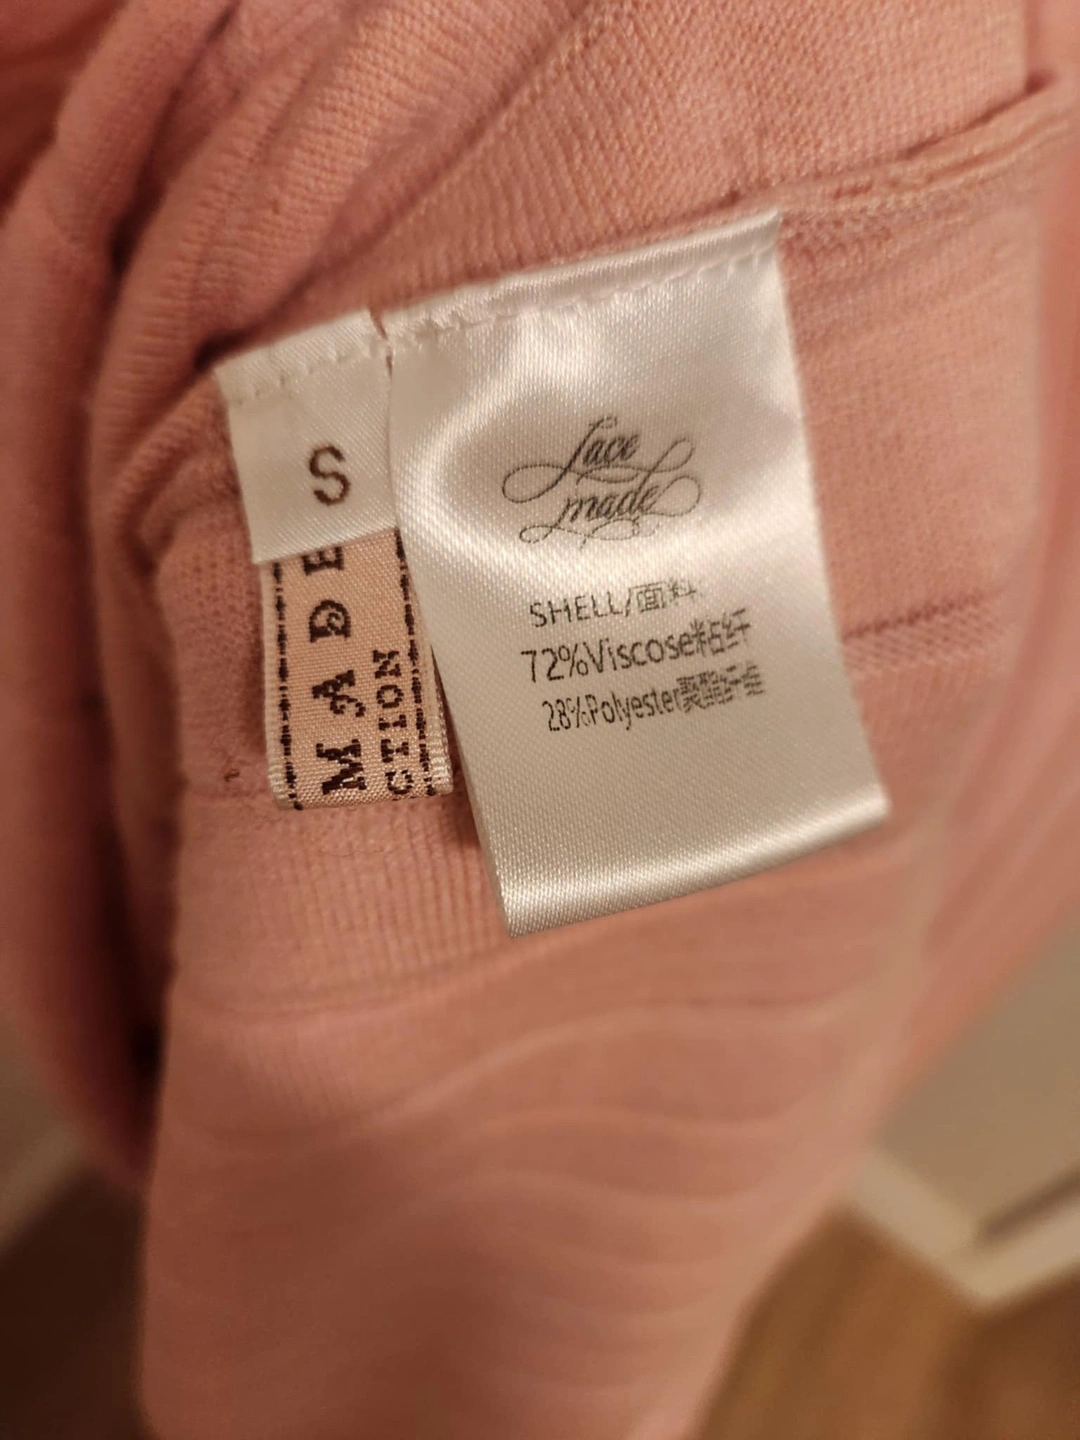 S
MADE
CTION
Lace
made
SHELL/面料
72%Viscose粘纤
28%Polyester聚酯纤维